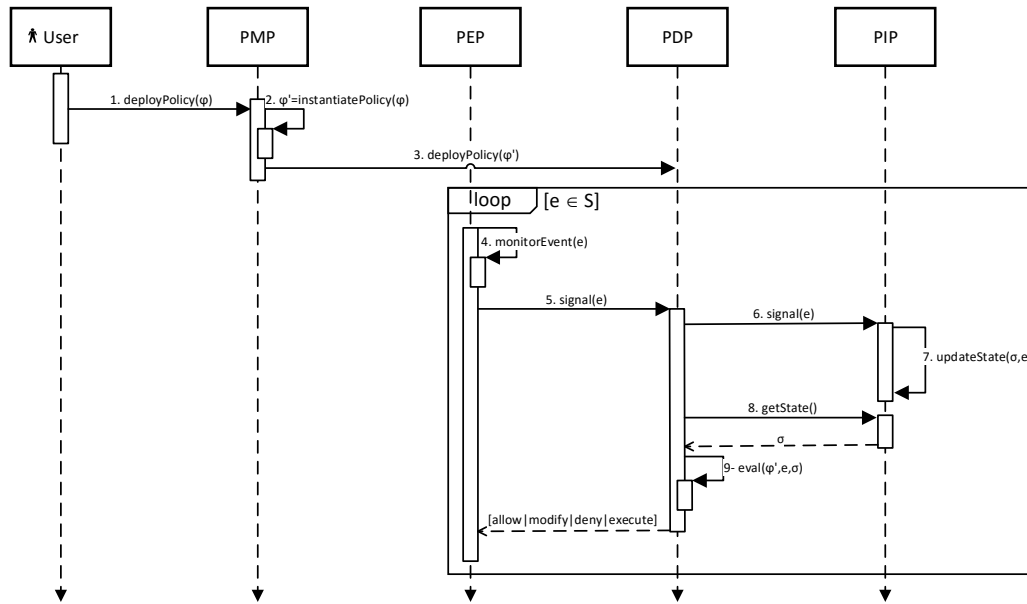 User
PMP
PEP
PDP
PIP
1. deployPolicy(φ)
2. φ'=instantiatePolicy(φ)
3. deployPolicy(φ')
loop
[e ∈ S]
4. monitorEvent(e)
5. signal(e)
6. signal(e)
7. updateState(σ,e
8. getState()
σ
9- eval(φ',e,σ)
[allow|modify|deny|execute]